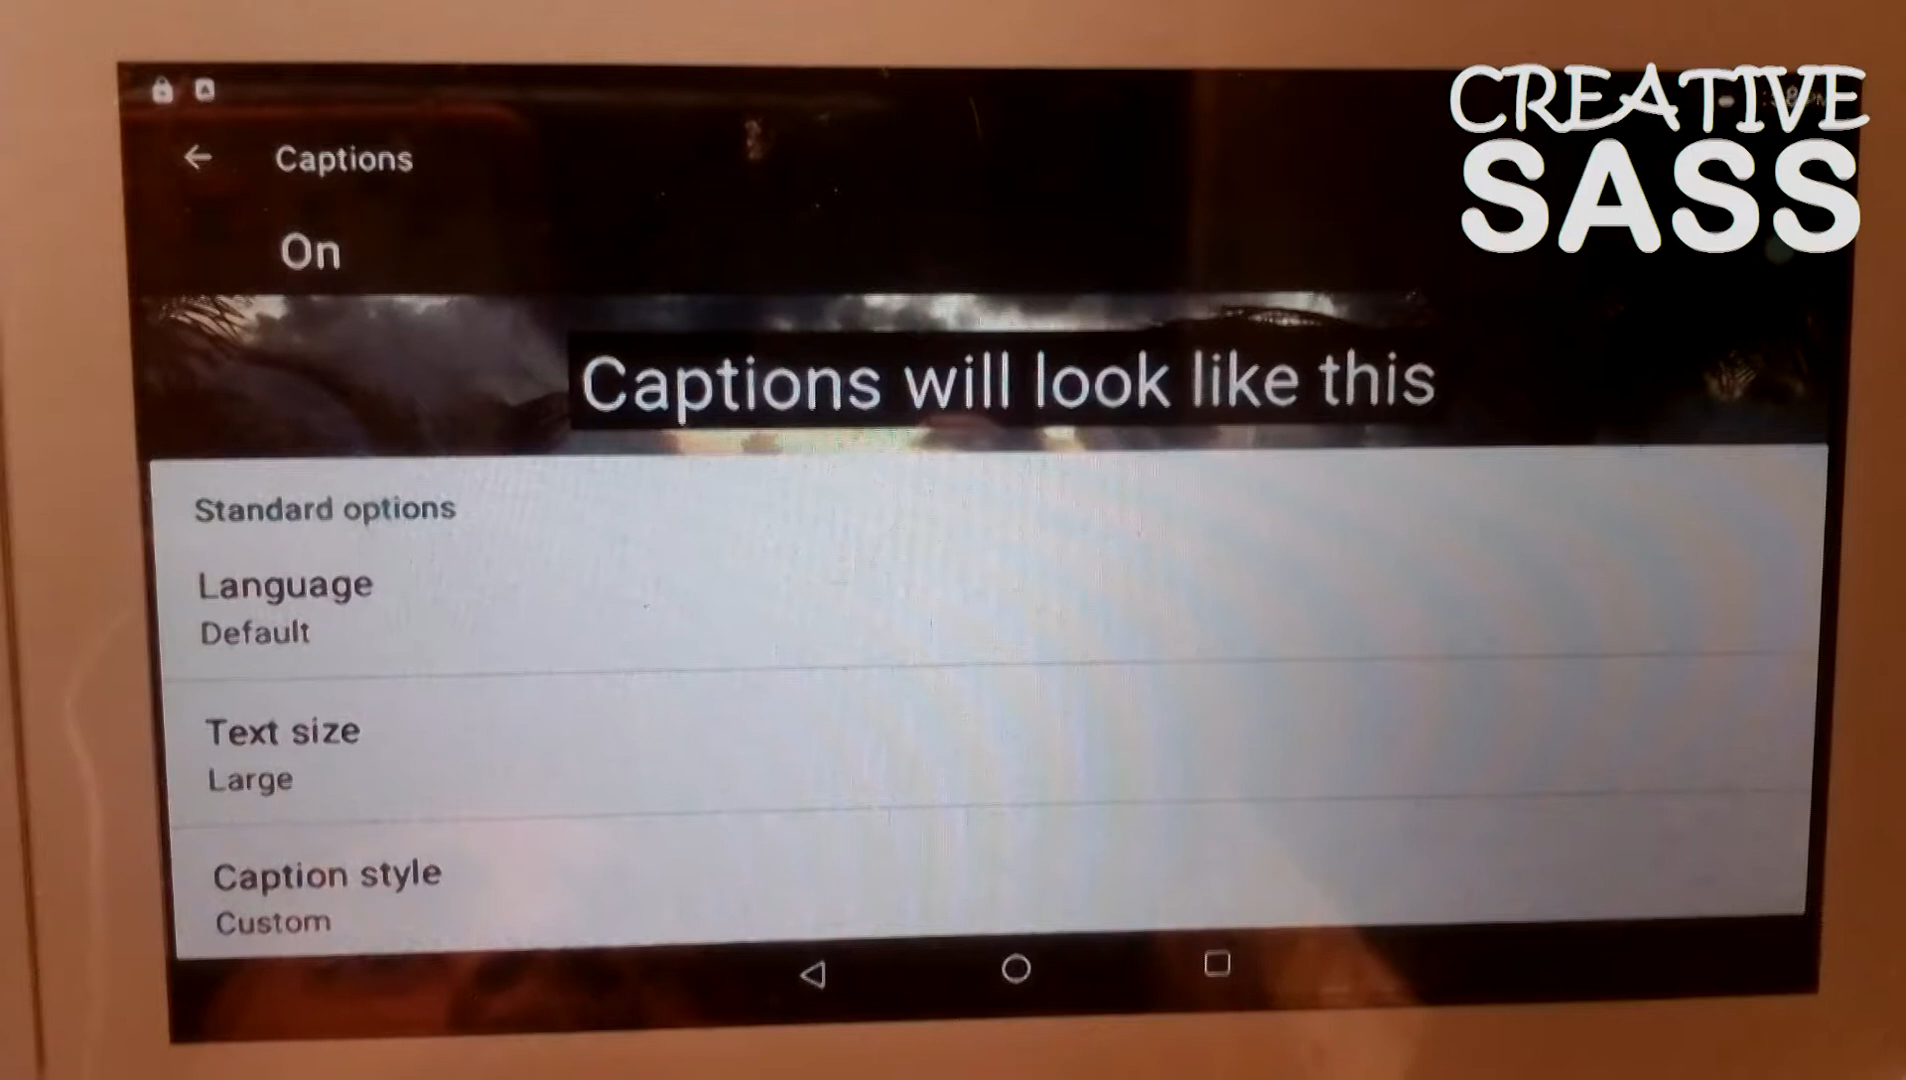 CREATIVE
SASS
Captions
On
Captions will look like this
Standard options
Language
Default
Text size
Large
Caption style
Custom